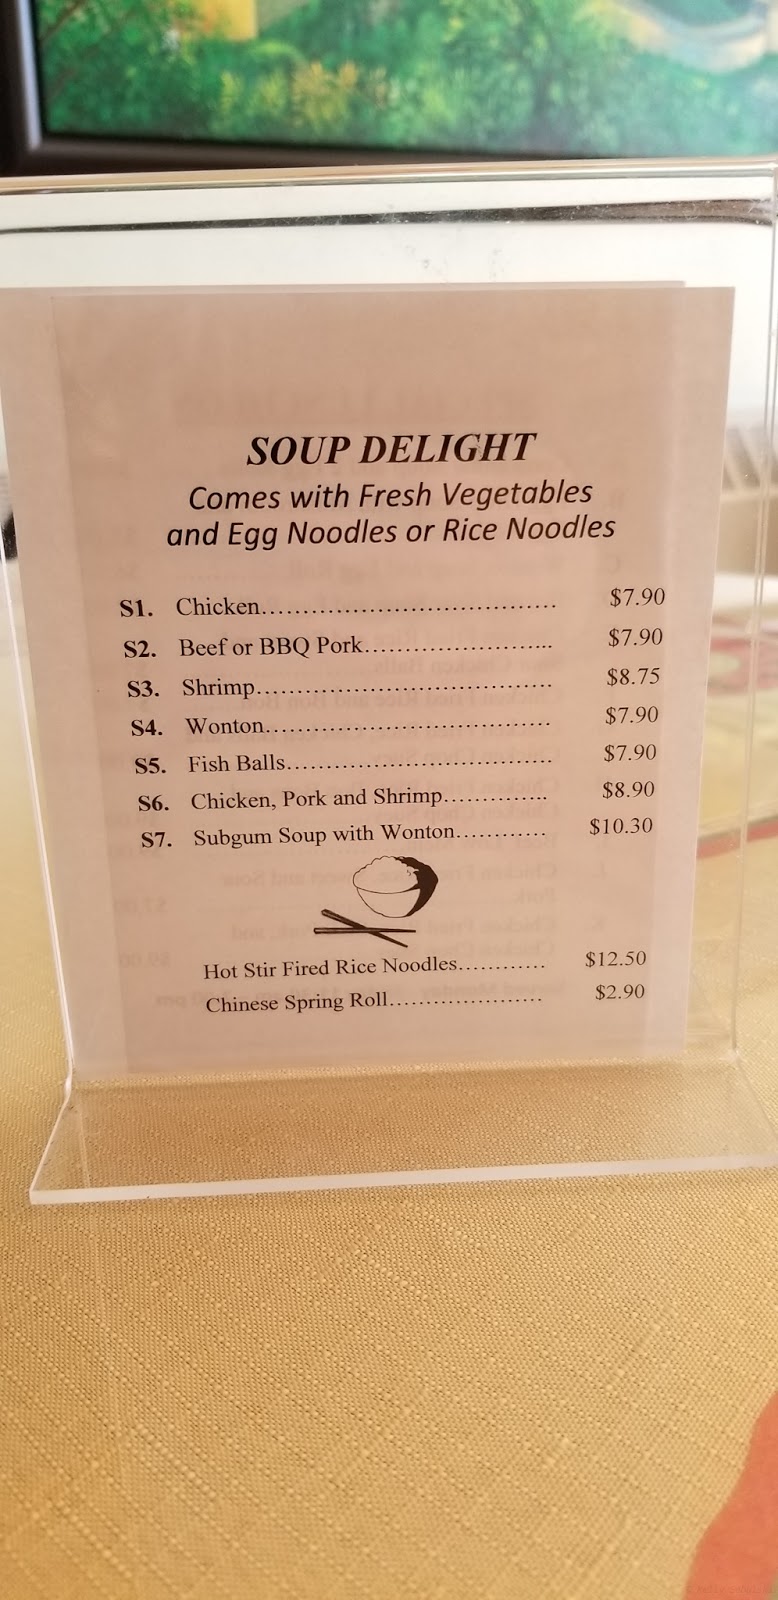 SOUP DELIGHT
Comes with Fresh Vegetables
and Egg Noodles or Rice Noodles
S1. Chicken.................................... $7.90
S2. Beef or BBQ Pork........................ $7.90
S3. Shrimp.................................... $8.75
S4. Wonton................................... $7.90
S5. Fish Balls................................. $7.90
S6. Chicken, Pork and Shrimp.............. $8.90
S7. Subgum Soup with Wonton............ $10.30
Hot Stir Fired Rice Noodles............ $12.50
Chinese Spring Roll..................... $2.90